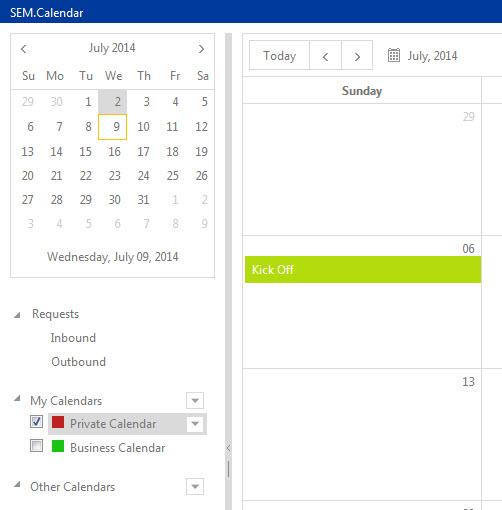 SEM.Calendar
July 2014
Su Mo Tu We Th Fr Sa
29 30 1 2 3 4 5
6 7 8 9 10 11 12
13 14 15 16 17 18 19
20 21 22 23 24 25 26
27 28 29 30 31 1 2
3 4 5 6 7 8 9
Wednesday, July 09, 2014
Requests
Inbound
Outbound
My Calendars
Private Calendar
Business Calendar
Other Calendars
Today July, 2014
Sunday
29
06
Kick Off
13